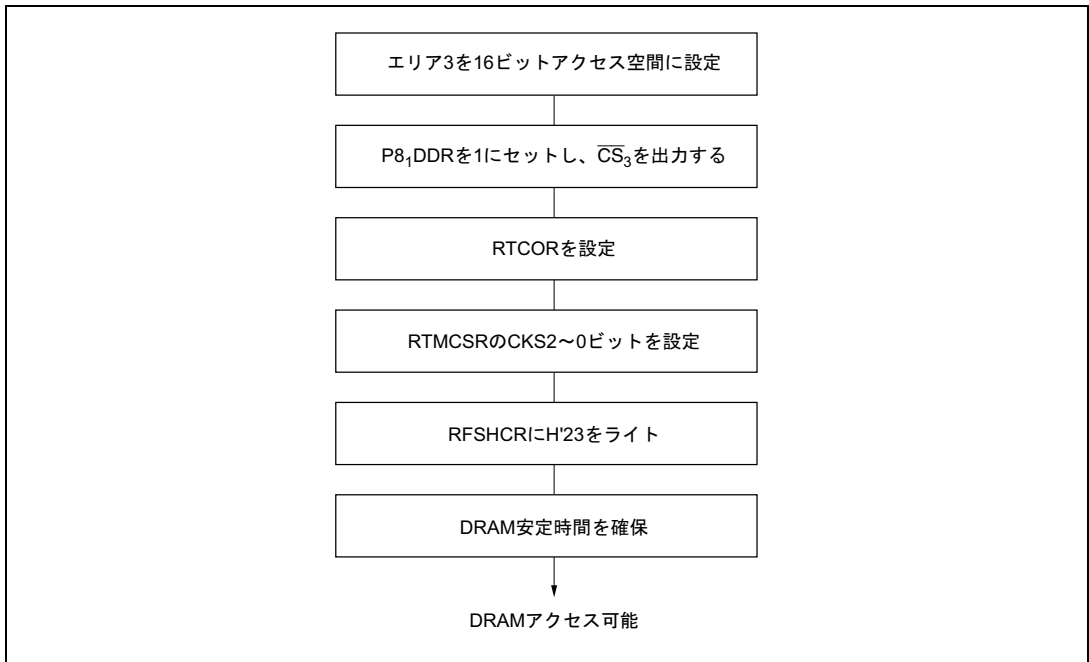 エリア3を16ビットアクセス空間に設定
P8₁DDRを1にセットし、C̅S̅₃を出力する
RTCORを設定
RTMCSRのCKS2～0ビットを設定
RFSHCRにH'23をライト
DRAM安定時間を確保
DRAMアクセス可能